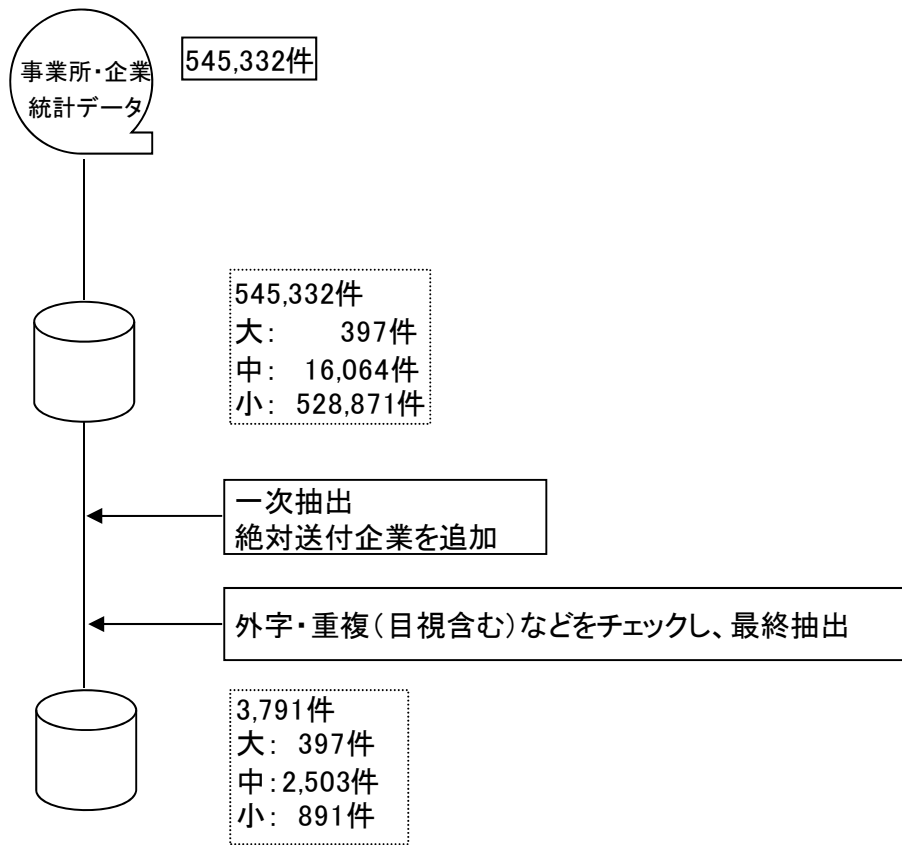 事業所・企業
統計データ
545,332件
545,332件
大: 397件
中: 16,064件
小: 528,871件
一次抽出
絶対送付企業を追加
外字・重複(目視含む)などをチェックし、最終抽出
3,791件
大: 397件
中:2,503件
小: 891件